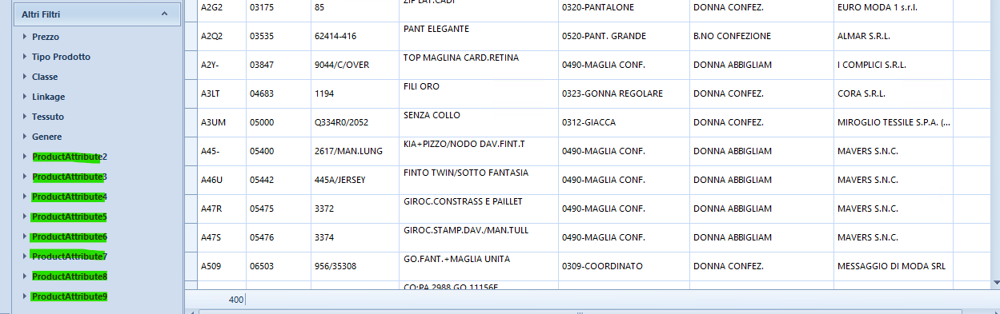 Altri Filtri
Prezzo
Tipo Prodotto
Classe
Linkage
Tessuto
Genere
ProductAttribute2
ProductAttribute3
ProductAttribute4
ProductAttribute5
ProductAttribute6
ProductAttribute7
ProductAttribute8
ProductAttribute9
A2G2 03175 85 ZIP LAT.CADI 0320-PANTALONE DONNA CONFEZ. EURO MODA 1 s.r.l.
A2Q2 03535 62414-416 PANT ELEGANTE 0520-PANT. GRANDE B.NO CONFEZIONE ALMAR S.R.L.
A2Y- 03847 9044/C/OVER TOP MAGLINA CARD.RETINA 0490-MAGLIA CONF. DONNA ABBIGLIAM I COMPLICI S.R.L.
A3LT 04683 1194 FILI ORO 0323-GONNA REGOLARE DONNA CONFEZ. CORA S.R.L.
A3UM 05000 Q334R0/2052 SENZA COLLO 0312-GIACCA DONNA CONFEZ. MIROGLIO TESSILE S.P.A. (...
A45- 05400 2617/MAN.LUNG KIA+PIZZO/NODO DAV.FINT.T 0490-MAGLIA CONF. DONNA ABBIGLIAM MAVERS S.N.C.
A46U 05442 445A/JERSEY FINTO TWIN/SOTTO FANTASIA 0490-MAGLIA CONF. DONNA ABBIGLIAM MAVERS S.N.C.
A47R 05475 3372 GIROC.CONSTRASS E PAILLET 0490-MAGLIA CONF. DONNA ABBIGLIAM MAVERS S.N.C.
A47S 05476 3374 GIROC.STAMP.DAV./MAN.TULL 0490-MAGLIA CONF. DONNA ABBIGLIAM MAVERS S.N.C.
A509 06503 956/35308 GO.FANT.+MAGLIA UNITA 0309-COORDINATO DONNA CONFEZ. MESSAGGIO DI MODA SRL
CO:PA 2988 GO 11156F
400